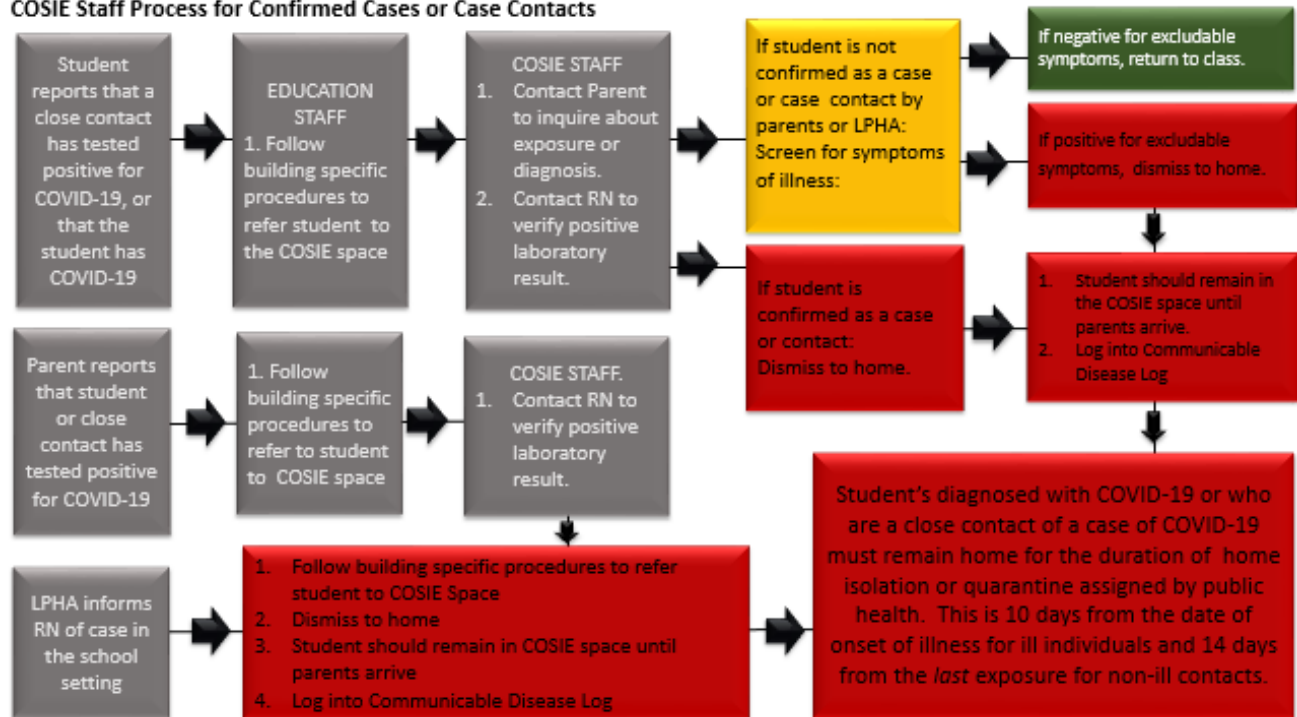 COSIE Staff Process for Confirmed Cases or Case Contacts
Student
reports that a
close contact
has tested
positive for
COVID-19, or
that the
student has
COVID-19
EDUCATION
STAFF
1. Follow
building specific
procedures to
refer student to
the COSIE space
COSIE STAFF
1. Contact Parent
to inquire about
exposure or
diagnosis.
2. Contact RN to
verify positive
laboratory
result.
If student is not
confirmed as a case
or case contact by
parents or LPHA:
Screen for symptoms
of illness:
If negative for excludable
symptoms, return to class.
If positive for excludable
symptoms, dismiss to home.
If student is
confirmed as a case
or contact:
Dismiss to home.
1. Student should remain in
the COSIE space until
parents arrive.
2. Log into Communicable
Disease Log
Parent reports
that student
or close
contact has
tested positive
for COVID-19
1. Follow
building specific
procedures to
refer to student
to COSIE space
COSIE STAFF.
1. Contact RN to
verify positive
laboratory
result.
LPHA informs
RN of case in
the school
setting
1. Follow building specific procedures to refer
student to COSIE Space
2. Dismiss to home
3. Student should remain in COSIE space until
parents arrive
4. Log into Communicable Disease Log
Student's diagnosed with COVID-19 or who
are a close contact of a case of COVID-19
must remain home for the duration of home
isolation or quarantine assigned by public
health. This is 10 days from the date of
onset of illness for ill individuals and 14 days
from the last exposure for non-ill contacts.